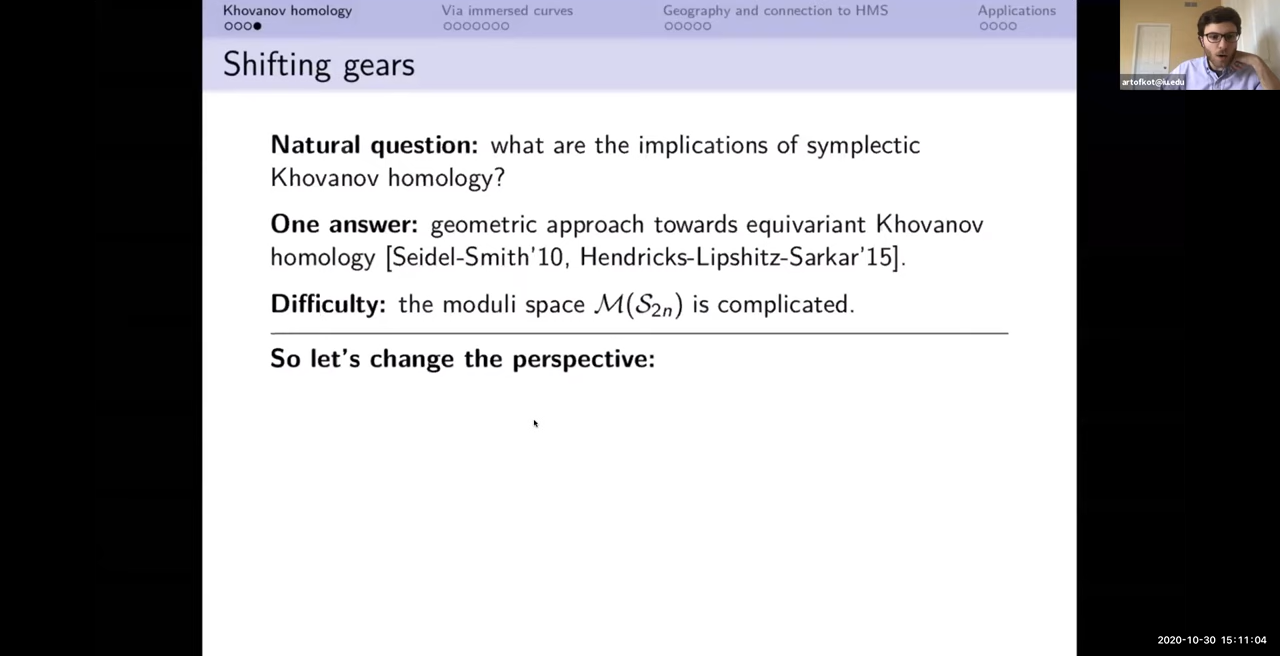 Khovanov homology Via immersed curves Geography and connection to HMS Applications
Shifting gears
Natural question: what are the implications of symplectic
Khovanov homology?
One answer: geometric approach towards equivariant Khovanov
homology [Seidel-Smith'10, Hendricks-Lipshitz-Sarkar'15].
Difficulty: the moduli space ℳ(𝒮₂ₙ) is complicated.
So let's change the perspective:
artofkot@iu.edu
2020-10-30 15:11:04